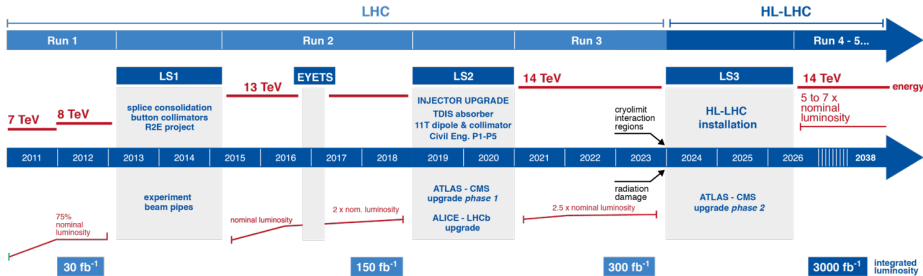 LHC
HL-LHC
Run 1
Run 2
Run 3
Run 4 - 5...
LS1
EYETS
LS2
LS3
13 TeV
14 TeV
14 TeV
energy
7 TeV
8 TeV
splice consolidation
button collimators
R2E project
INJECTOR UPGRADE
TDIS absorber
11T dipole & collimator
Civil Eng. P1-P5
cryolimit
interaction
regions
HL-LHC
installation
5 to 7 x
nominal
luminosity
2011 2012 2013 2014 2015 2016 2017 2018 2019 2020 2021 2022 2023 2024 2025 2026 2038
radiation
damage
experiment
beam pipes
ATLAS - CMS
upgrade phase 1
ALICE - LHCb
upgrade
ATLAS - CMS
upgrade phase 2
75%
nominal
luminosity
nominal luminosity
2 x nom. luminosity
2.5 x nominal luminosity
30 fb⁻¹
150 fb⁻¹
300 fb⁻¹
3000 fb⁻¹
integrated
luminosity